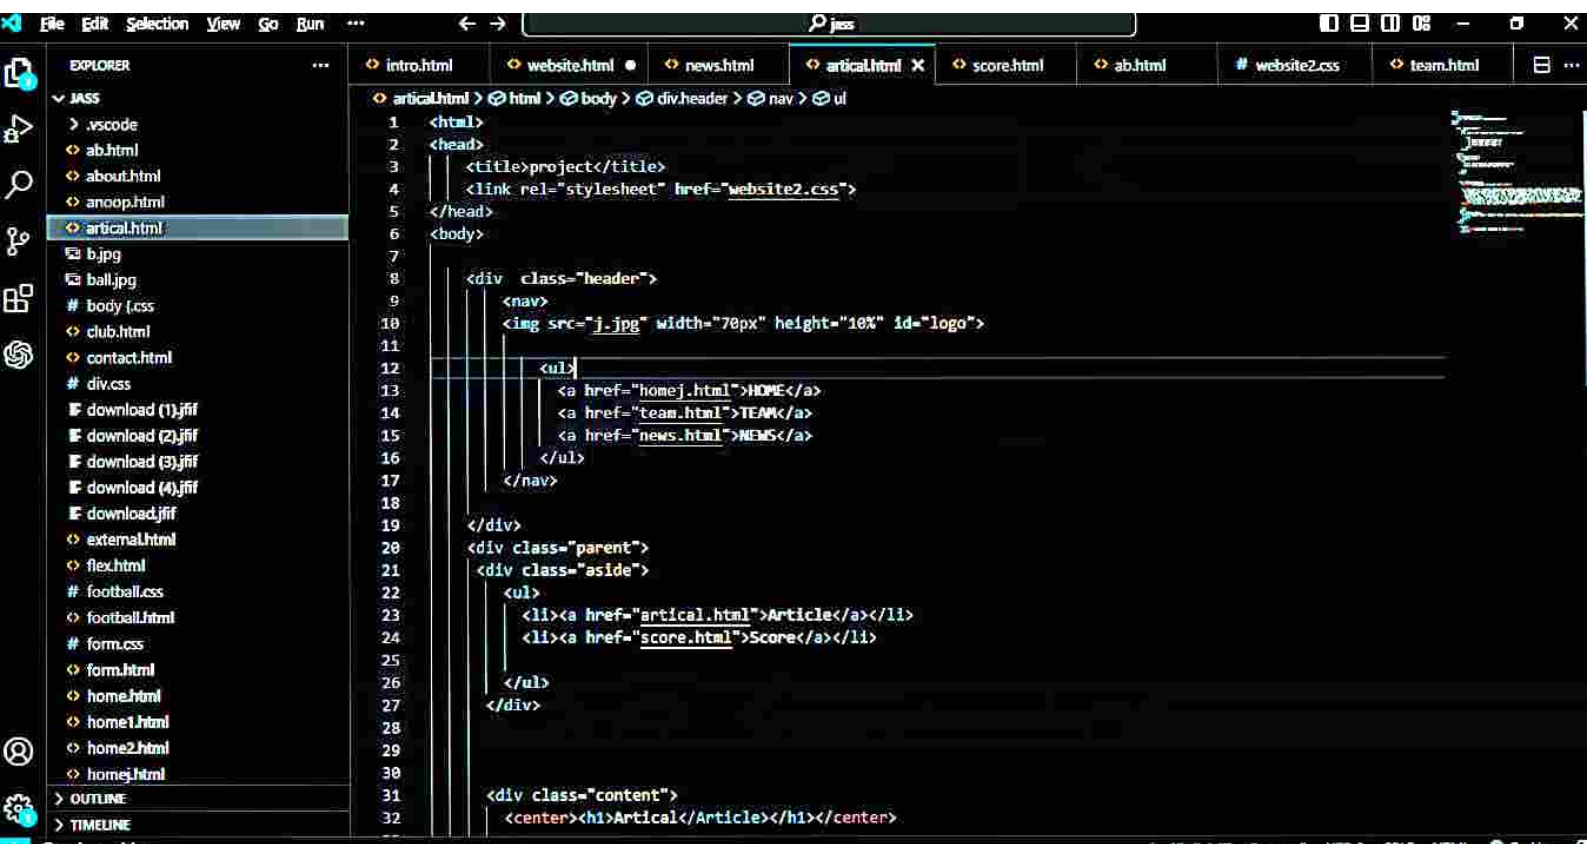 File Edit Selection View Go Run ··· ← → jass
EXPLORER ···
intro.html website.html ● news.html artical.html × score.html ab.html # website2.css team.html ···
JASS
> .vscode
ab.html
about.html
anoop.html
artical.html
b.jpg
ball.jpg
# body {.css
club.html
contact.html
# div.css
download (1).jfif
download (2).jfif
download (3).jfif
download (4).jfif
download.jfif
external.html
flex.html
# football.css
football.html
# form.css
form.html
home.html
home1.html
home2.html
homej.html
> OUTLINE
> TIMELINE
artical.html > html > body > div.header > nav > ul
1 <html>
2 <head>
3 <title>project</title>
4 <link rel="stylesheet" href="website2.css">
5 </head>
6 <body>
7
8 <div  class="header">
9 <nav>
10 <img src="j.jpg" width="70px" height="10%" id="logo">
11
12 <ul>
13 <a href="homej.html">HOME</a>
14 <a href="team.html">TEAM</a>
15 <a href="news.html">NEWS</a>
16 </ul>
17 </nav>
18
19 </div>
20 <div class="parent">
21 <div class="aside">
22 <ul>
23 <li><a href="artical.html">Article</a></li>
24 <li><a href="score.html">Score</a></li>
25
26 </ul>
27 </div>
28
29
30
31 <div class="content">
32 <center><h1>Artical</Article></h1></center>